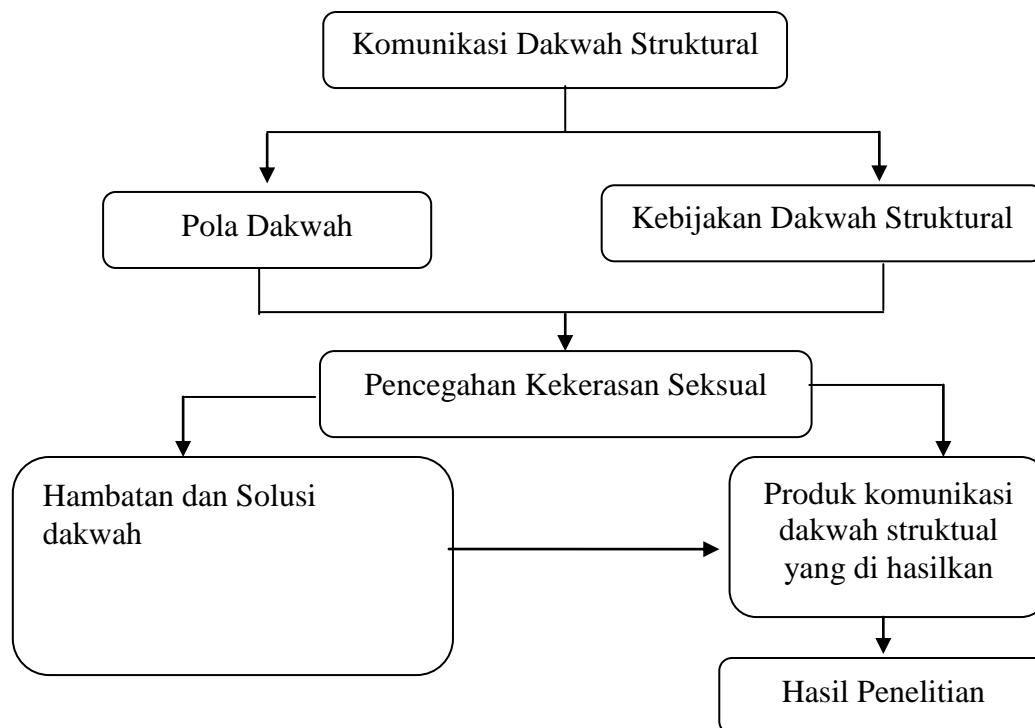 Komunikasi Dakwah Struktural
Pola Dakwah
Kebijakan Dakwah Struktural
Pencegahan Kekerasan Seksual
Hambatan dan Solusi
dakwah
Produk komunikasi
dakwah struktual
yang di hasilkan
Hasil Penelitian